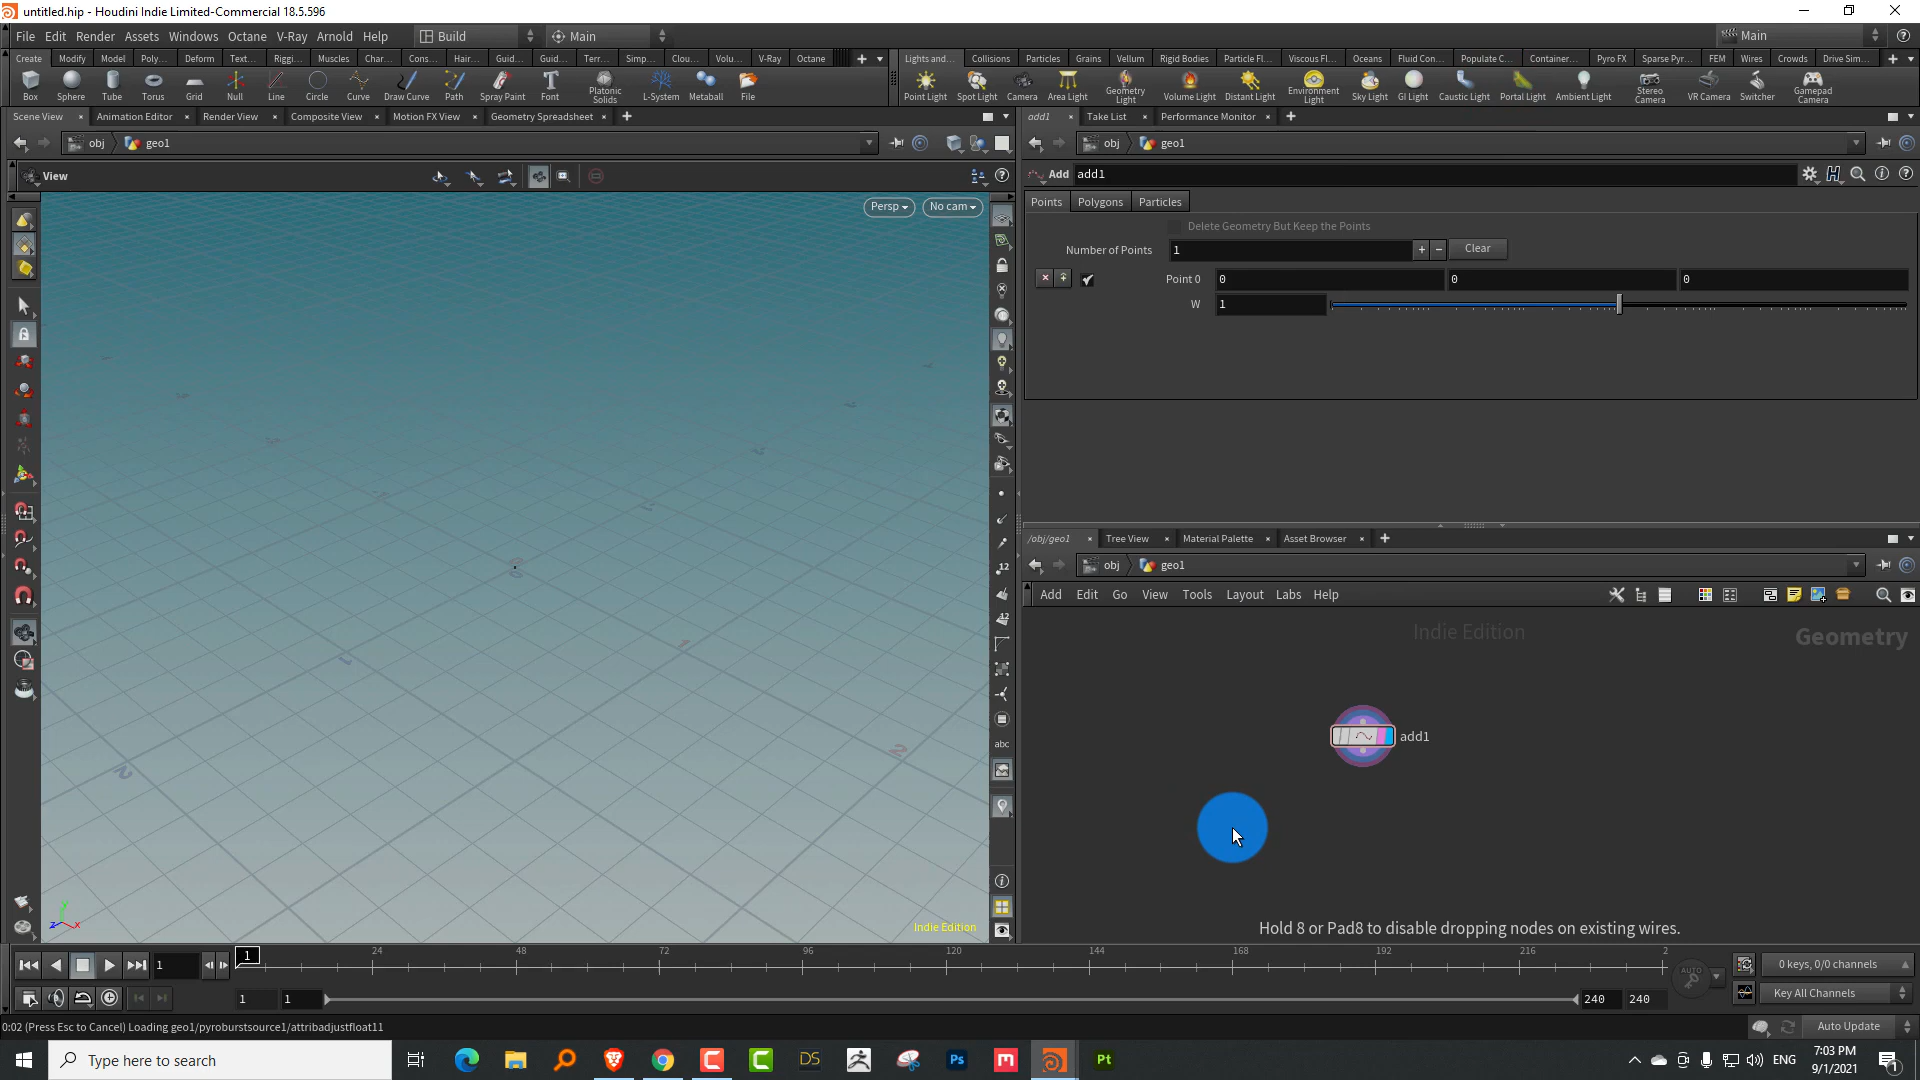 untitled.hip - Houdini Indie Limited-Commercial 18.5.596
File Edit Render Assets Windows Octane V-Ray Arnold Help Build Main Main
Create Modify Model Poly... Deform Text... Riggi... Muscles Char... Cons... Hair... Guid... Guid... Terr... Simp... Clou... Volu... V-Ray Octane
Lights and... Collisions Particles Grains Vellum Rigid Bodies Particle Fl... Viscous Fl... Oceans Fluid Con... Populate C... Container... Pyro FX Sparse Pyr... FEM Wires Crowds Drive Sim...
Box Sphere Tube Torus Grid Null Line Circle Curve Draw Curve Path Spray Paint Font Platonic Solids L-System Metaball File
Point Light Spot Light Camera Area Light Geometry Light Volume Light Distant Light Environment Light Sky Light GI Light Caustic Light Portal Light Ambient Light Stereo Camera VR Camera Switcher Gamepad Camera
Scene View Animation Editor Render View Composite View Motion FX View Geometry Spreadsheet
add1 Take List Performance Monitor
obj geo1
obj geo1
View
Add add1
Points Polygons Particles
Persp No cam
Delete Geometry But Keep the Points
Number of Points 1 Clear
Point 0 0 0 0
W 1
/obj/geo1 Tree View Material Palette Asset Browser
obj geo1
Add Edit Go View Tools Layout Labs Help
Indie Edition
Geometry
add1
abc
Indie Edition
Hold 8 or Pad8 to disable dropping nodes on existing wires.
1 1 24 48 72 96 120 144 168 192 216 2
AUTO
0 keys, 0/0 channels
1 1 240 240
Key All Channels
0:02 (Press Esc to Cancel) Loading geo1/pyroburstsource1/attribadjustfloat11
Auto Update
Type here to search
DS Ps Pt
ENG
7:03 PM
9/1/2021
1